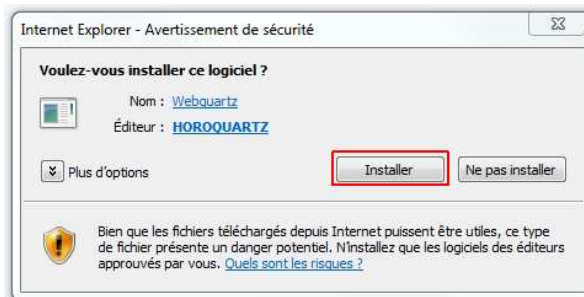 Internet Explorer - Avertissement de sécurité
Voulez-vous installer ce logiciel ?
Nom : Webquartz
Éditeur : HOROQUARTZ
Plus d'options
Installer
Ne pas installer
Bien que les fichiers téléchargés depuis Internet puissent être utiles, ce type
de fichier présente un danger potentiel. N'installez que les logiciels des éditeurs
approuvés par vous. Quels sont les risques ?